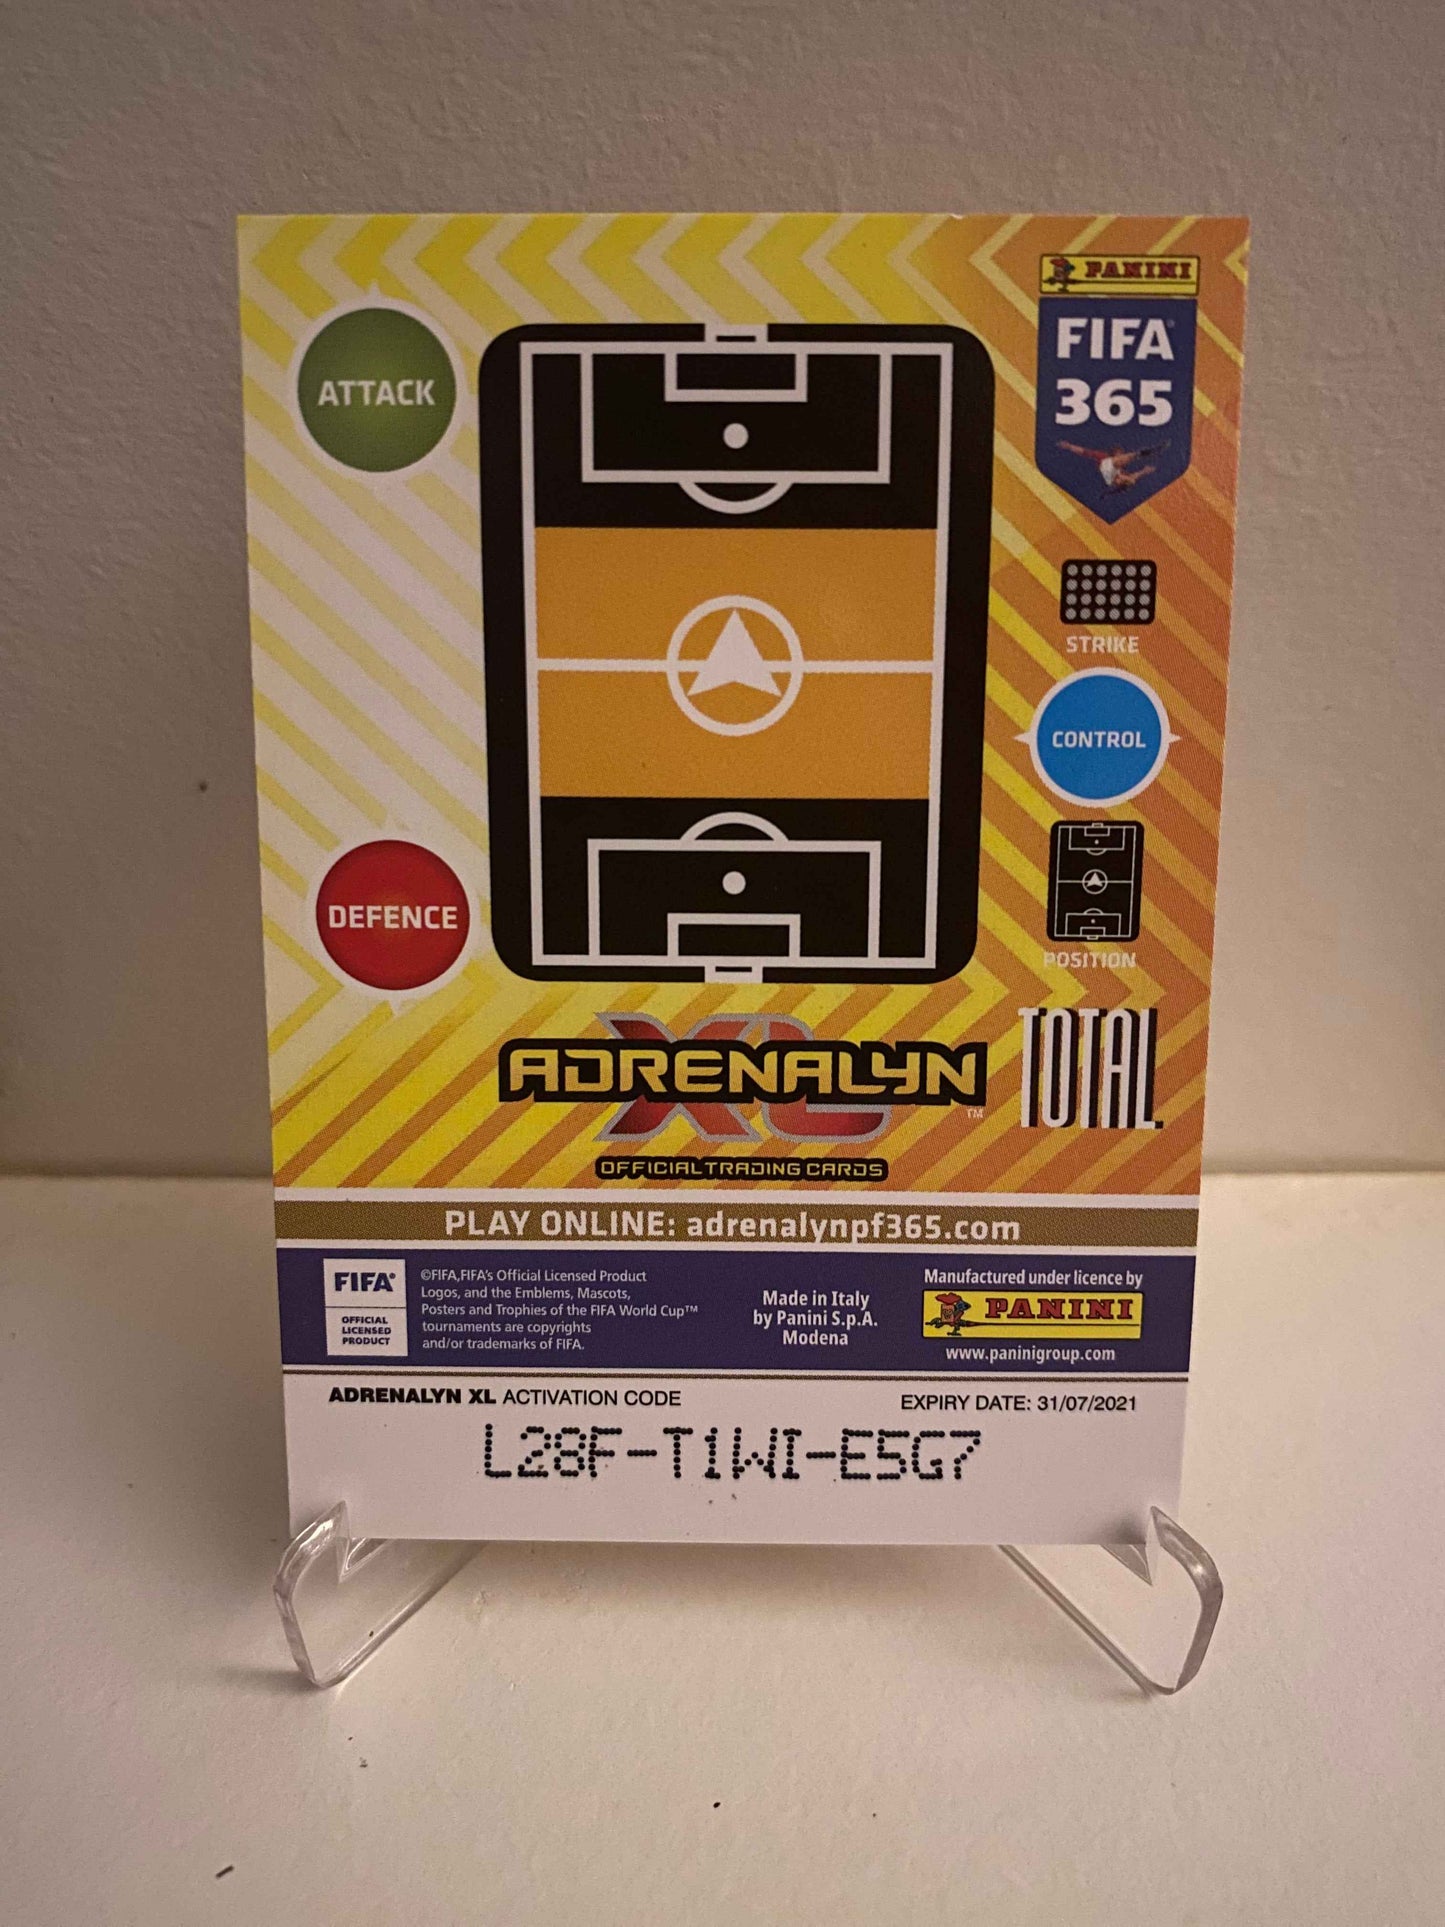 PANINI
FIFA
365
ATTACK
STRIKE
CONTROL
DEFENCE
POSITION
XL
ADRENALYN
TM
TOTAL
OFFICIAL TRADING CARDS
PLAY ONLINE: adrenalynpf365.com
FIFA®
OFFICIAL
LICENSED
PRODUCT
©FIFA,FIFA's Official Licensed Product
Logos, and the Emblems, Mascots,
Posters and Trophies of the FIFA World Cup™
tournaments are copyrights
and/or trademarks of FIFA.
Made in Italy
by Panini S.p.A.
Modena
Manufactured under licence by
PANINI
www.paninigroup.com
ADRENALYN XL ACTIVATION CODE
EXPIRY DATE: 31/07/2021
L28F-T1WI-E5G7